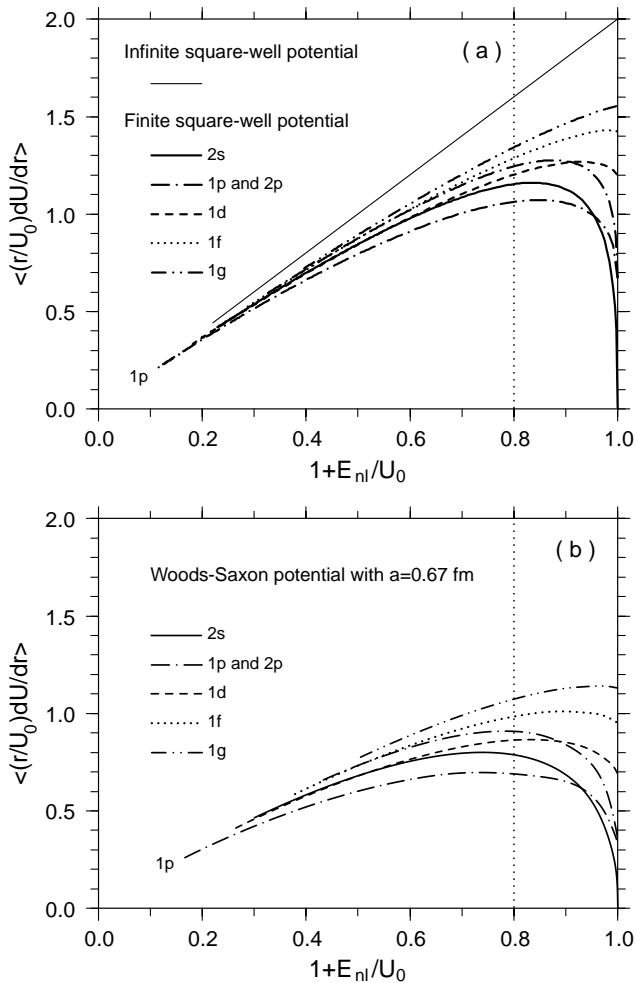 2.0
1.5
1.0
0.5
0.0
<(r/U0)dU/dr>
Infinite square-well potential
( a )
Finite square-well potential
2s
1p and 2p
1d
1f
1g
1p
0.0 0.2 0.4 0.6 0.8 1.0
1+Enl/U0
2.0
1.5
1.0
0.5
0.0
<(r/U0)dU/dr>
( b )
Woods-Saxon potential with a=0.67 fm
2s
1p and 2p
1d
1f
1g
1p
0.0 0.2 0.4 0.6 0.8 1.0
1+Enl/U0